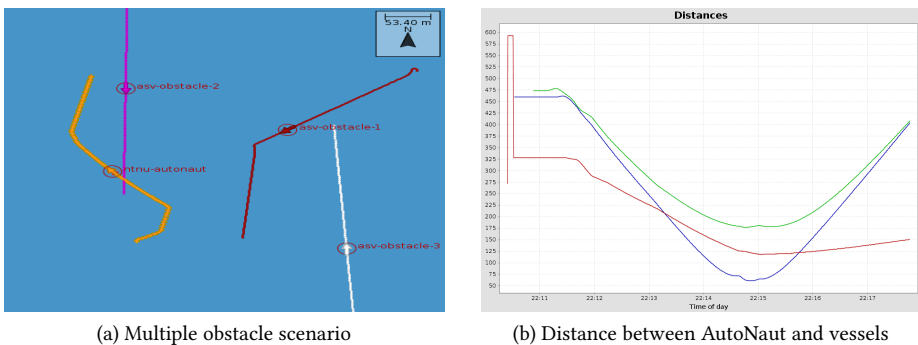 53.40 m
N
asv-obstacle-2
asv-obstacle-1
ntnu-autonaut
asv-obstacle-3
(a) Multiple obstacle scenario
Distances
600
575
550
525
500
475
450
425
400
375
350
325
300
275
250
225
200
175
150
125
100
75
50
22:11 22:12 22:13 22:14 22:15 22:16 22:17
Time of day
(b) Distance between AutoNaut and vessels